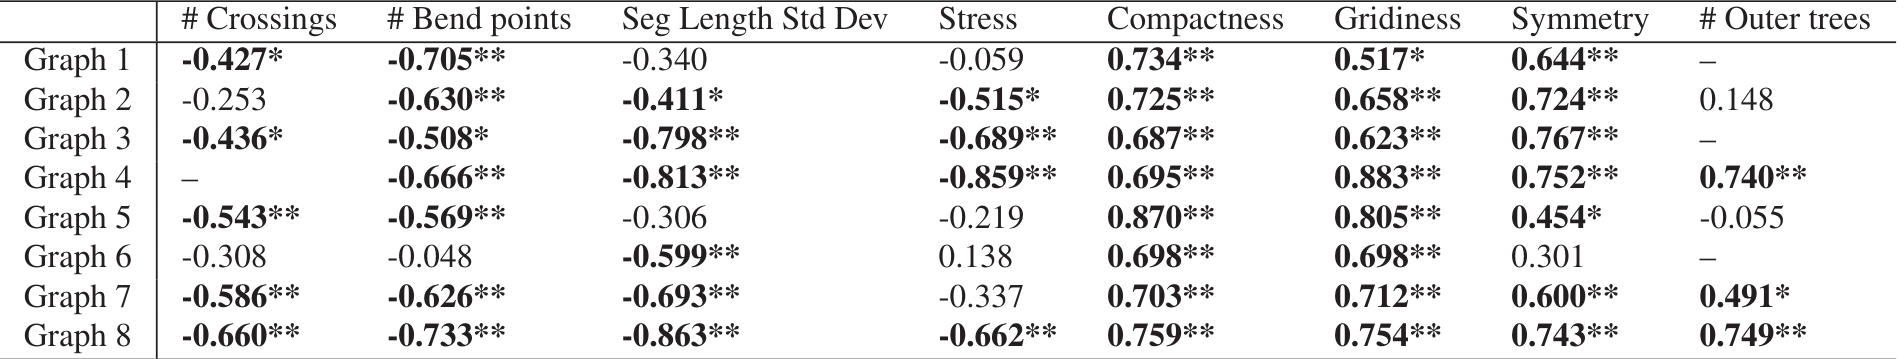 # Crossings # Bend points Seg Length Std Dev Stress Compactness Gridiness Symmetry # Outer trees
Graph 1 -0.427* -0.705** -0.340 -0.059 0.734** 0.517* 0.644** –
Graph 2 -0.253 -0.630** -0.411* -0.515* 0.725** 0.658** 0.724** 0.148
Graph 3 -0.436* -0.508* -0.798** -0.689** 0.687** 0.623** 0.767** –
Graph 4 – -0.666** -0.813** -0.859** 0.695** 0.883** 0.752** 0.740**
Graph 5 -0.543** -0.569** -0.306 -0.219 0.870** 0.805** 0.454* -0.055
Graph 6 -0.308 -0.048 -0.599** 0.138 0.698** 0.698** 0.301 –
Graph 7 -0.586** -0.626** -0.693** -0.337 0.703** 0.712** 0.600** 0.491*
Graph 8 -0.660** -0.733** -0.863** -0.662** 0.759** 0.754** 0.743** 0.749**